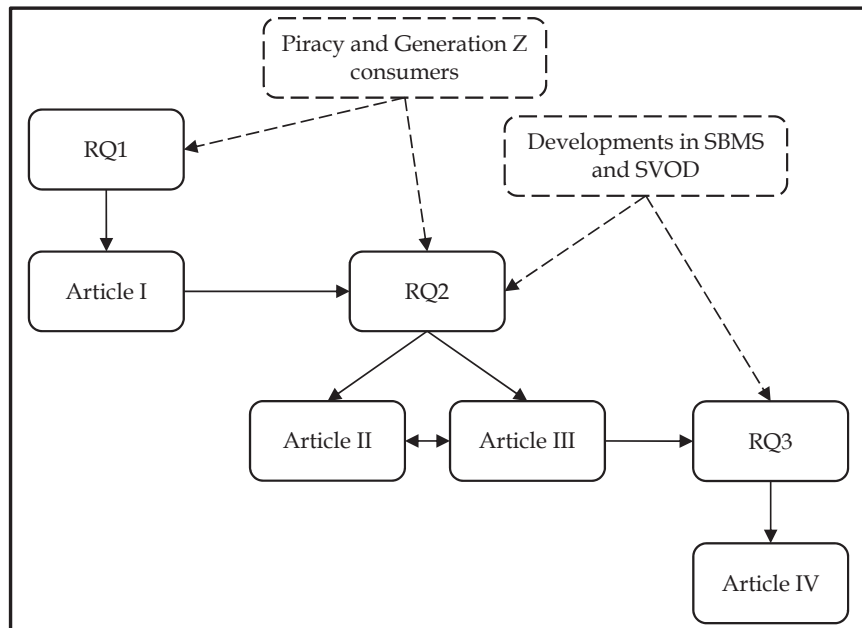 Piracy and Generation Z
consumers
RQ1
Developments in SBMS
and SVOD
Article I
RQ2
Article II
Article III
RQ3
Article IV